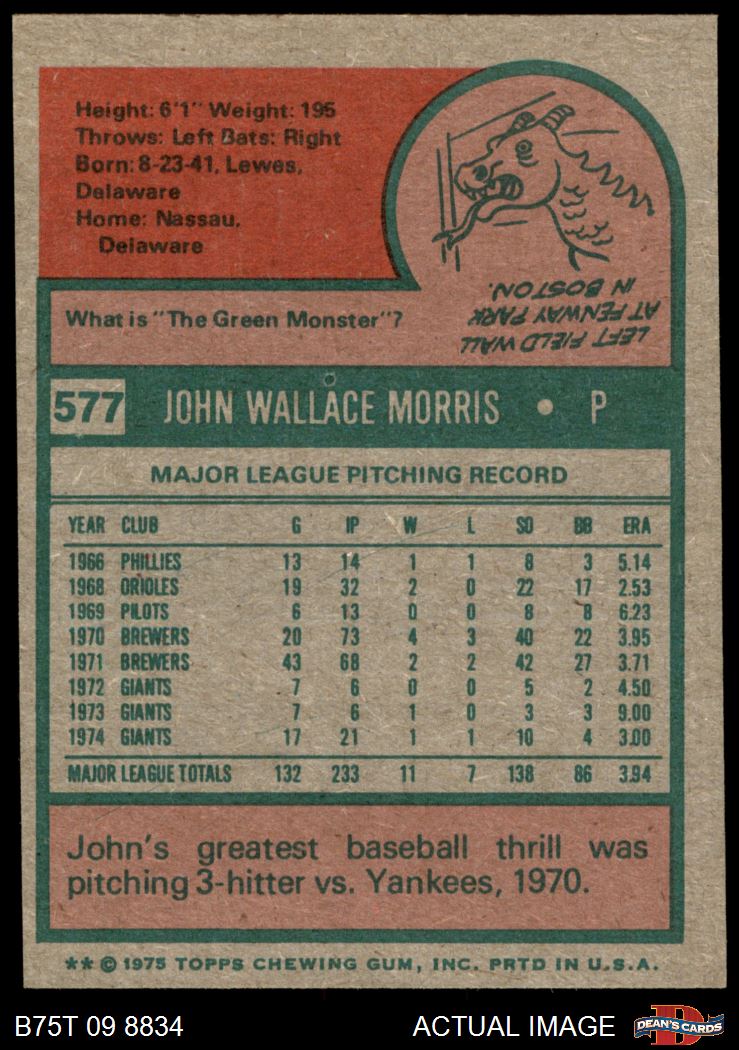 Height: 6'1" Weight: 195
Throws: Left Bats: Right
Born: 8-23-41, Lewes,
Delaware
Home: Nassau,
Delaware
What is "The Green Monster"?
LEFT FIELD WALL
AT FENWAY PARK
IN BOSTON.
577 JOHN WALLACE MORRIS • P
MAJOR LEAGUE PITCHING RECORD
YEAR CLUB G IP W L SO BB ERA
1966 PHILLIES 13 14 1 1 8 3 5.14
1968 ORIOLES 19 32 2 0 22 17 2.53
1969 PILOTS 6 13 0 0 8 8 6.23
1970 BREWERS 20 73 4 3 40 22 3.95
1971 BREWERS 43 68 2 2 42 27 3.71
1972 GIANTS 7 6 0 0 5 2 4.50
1973 GIANTS 7 6 1 0 3 3 9.00
1974 GIANTS 17 21 1 1 10 4 3.00
MAJOR LEAGUE TOTALS 132 233 11 7 138 86 3.94
John's greatest baseball thrill was
pitching 3-hitter vs. Yankees, 1970.
** © 1975 TOPPS CHEWING GUM, INC. PRTD IN U.S.A.
B75T 09 8834 ACTUAL IMAGE DEAN'S CARDS